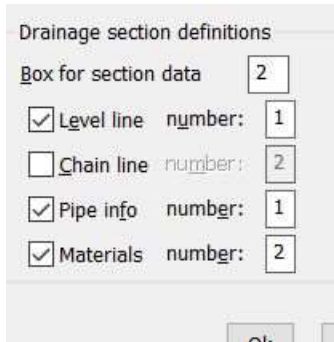 Drainage section definitions
Box for section data 2
Level line number: 1
Chain line number: 2
Pipe info number: 1
Materials number: 2